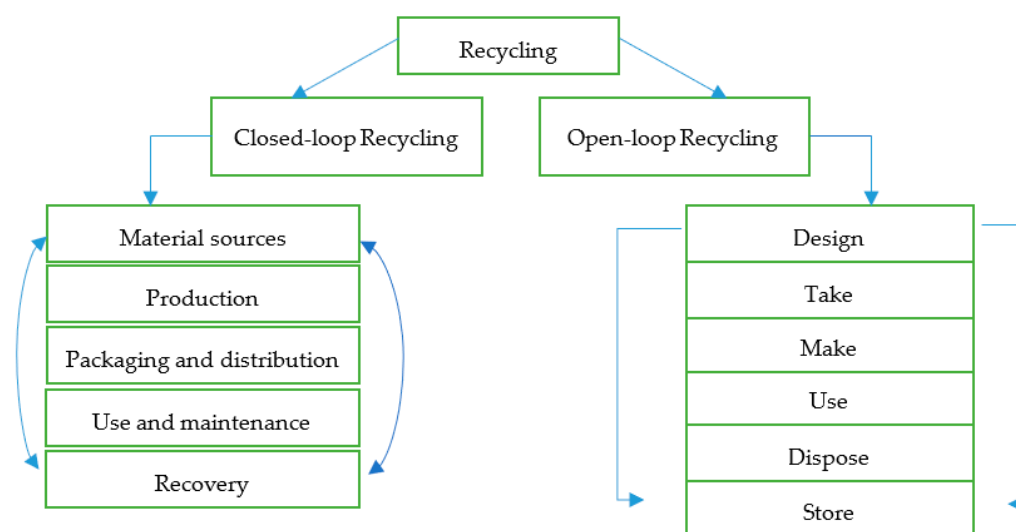 Recycling
Closed-loop Recycling
Open-loop Recycling
Material sources
Production
Packaging and distribution
Use and maintenance
Recovery
Design
Take
Make
Use
Dispose
Store